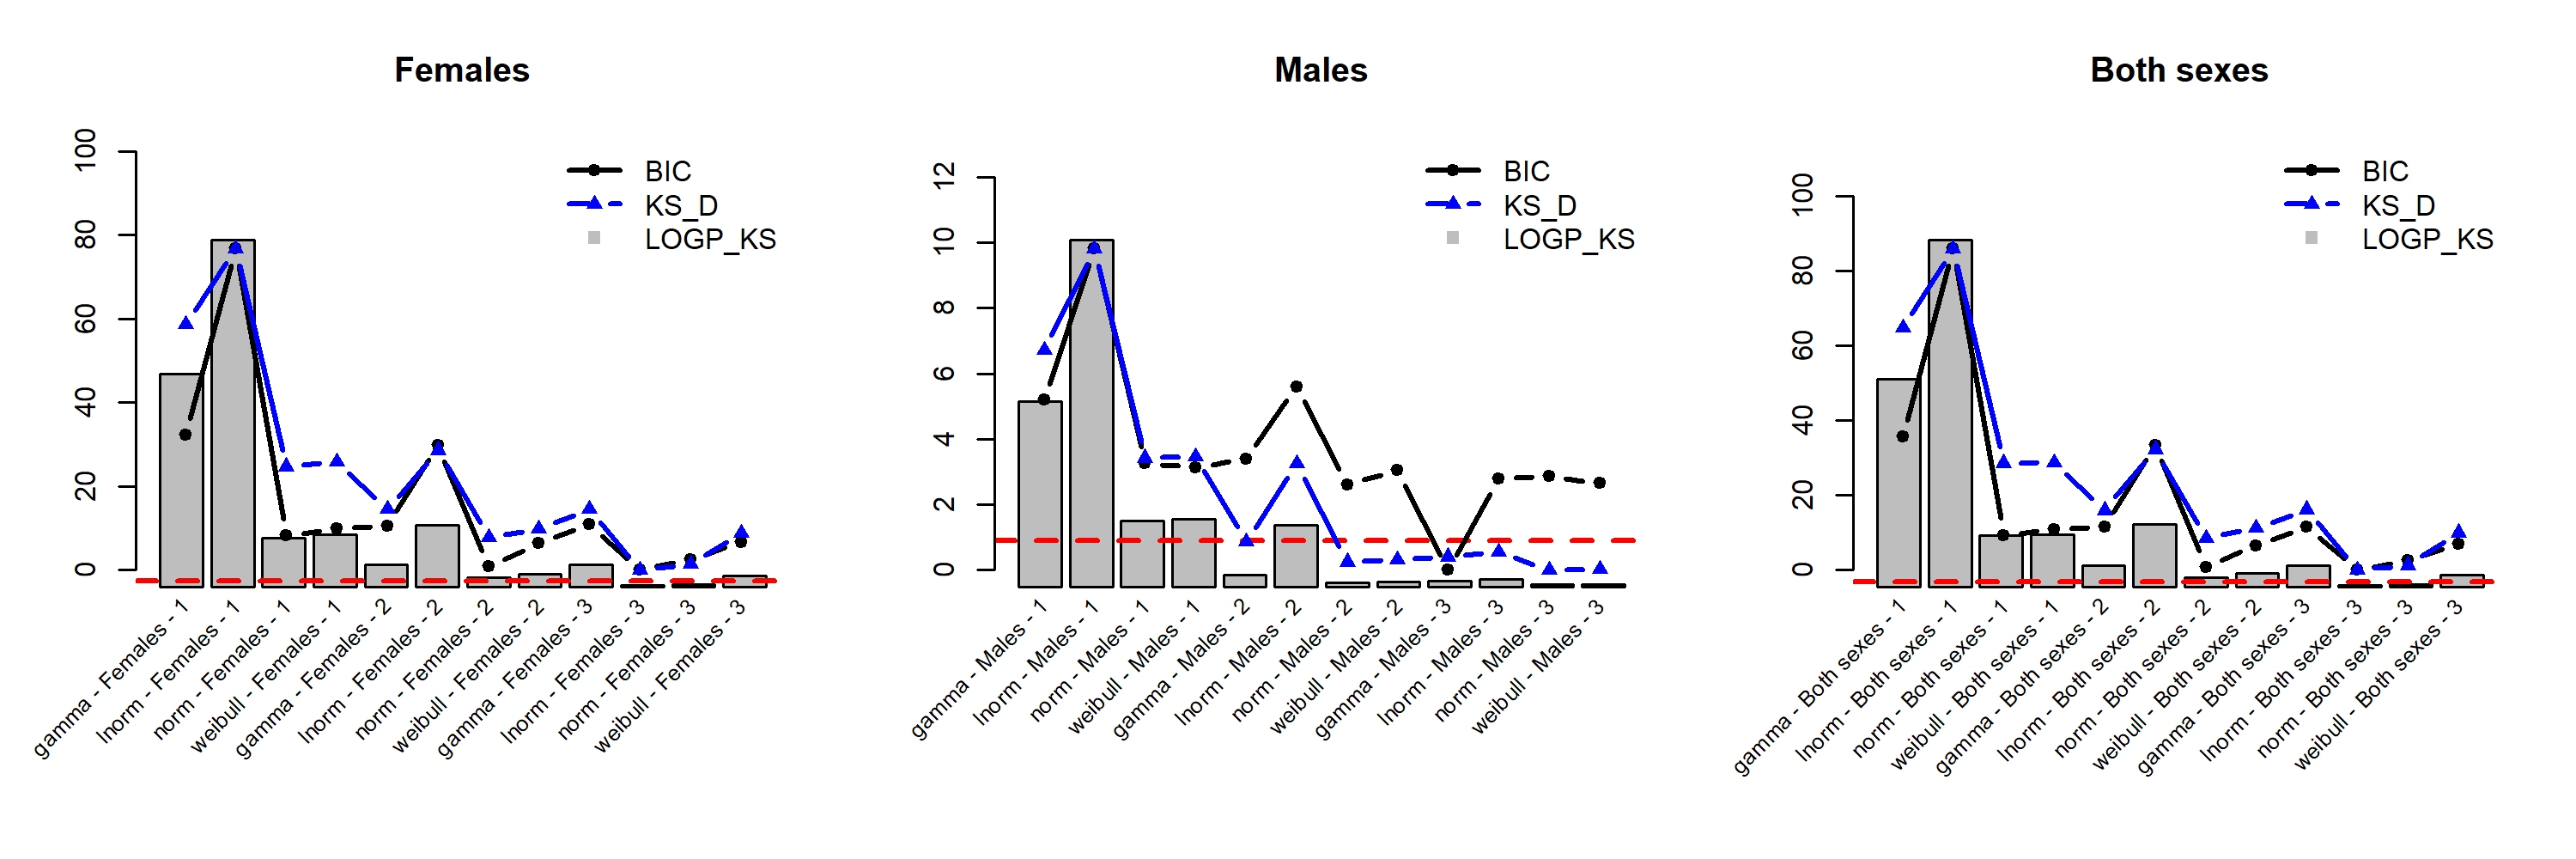 Females
100
80
60
40
20
0
BIC
KS_D
LOGP_KS
gamma - Females - 1
lnorm - Females - 1
norm - Females - 1
weibull - Females - 1
gamma - Females - 2
lnorm - Females - 2
norm - Females - 2
weibull - Females - 2
gamma - Females - 3
lnorm - Females - 3
norm - Females - 3
weibull - Females - 3
Males
12
10
8
6
4
2
0
BIC
KS_D
LOGP_KS
gamma - Males - 1
lnorm - Males - 1
norm - Males - 1
weibull - Males - 1
gamma - Males - 2
lnorm - Males - 2
norm - Males - 2
weibull - Males - 2
gamma - Males - 3
lnorm - Males - 3
norm - Males - 3
weibull - Males - 3
Both sexes
100
80
60
40
20
0
BIC
KS_D
LOGP_KS
gamma - Both sexes - 1
lnorm - Both sexes - 1
norm - Both sexes - 1
weibull - Both sexes - 1
gamma - Both sexes - 2
lnorm - Both sexes - 2
norm - Both sexes - 2
weibull - Both sexes - 2
gamma - Both sexes - 3
lnorm - Both sexes - 3
norm - Both sexes - 3
weibull - Both sexes - 3